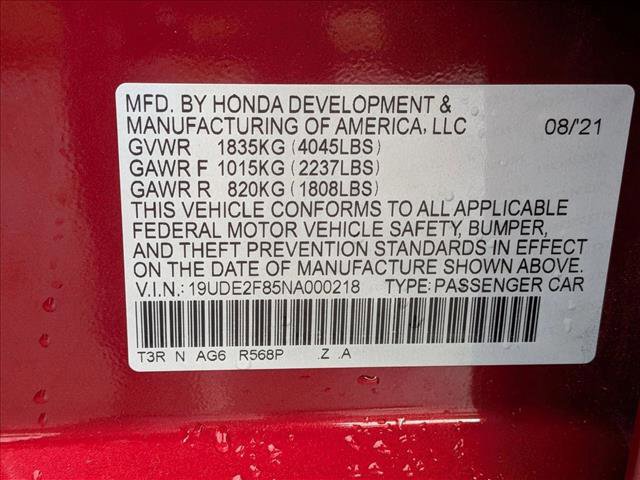 MFD. BY HONDA DEVELOPMENT &
MANUFACTURING OF AMERICA, LLC 08/'21
GVWR 1835KG (4045LBS)
GAWR F 1015KG (2237LBS)
GAWR R 820KG (1808LBS)
THIS VEHICLE CONFORMS TO ALL APPLICABLE
FEDERAL MOTOR VEHICLE SAFETY, BUMPER,
AND THEFT PREVENTION STANDARDS IN EFFECT
ON THE DATE OF MANUFACTURE SHOWN ABOVE.
V.I.N.: 19UDE2F85NA000218 TYPE: PASSENGER CAR
T3R N AG6 R568P .Z .A